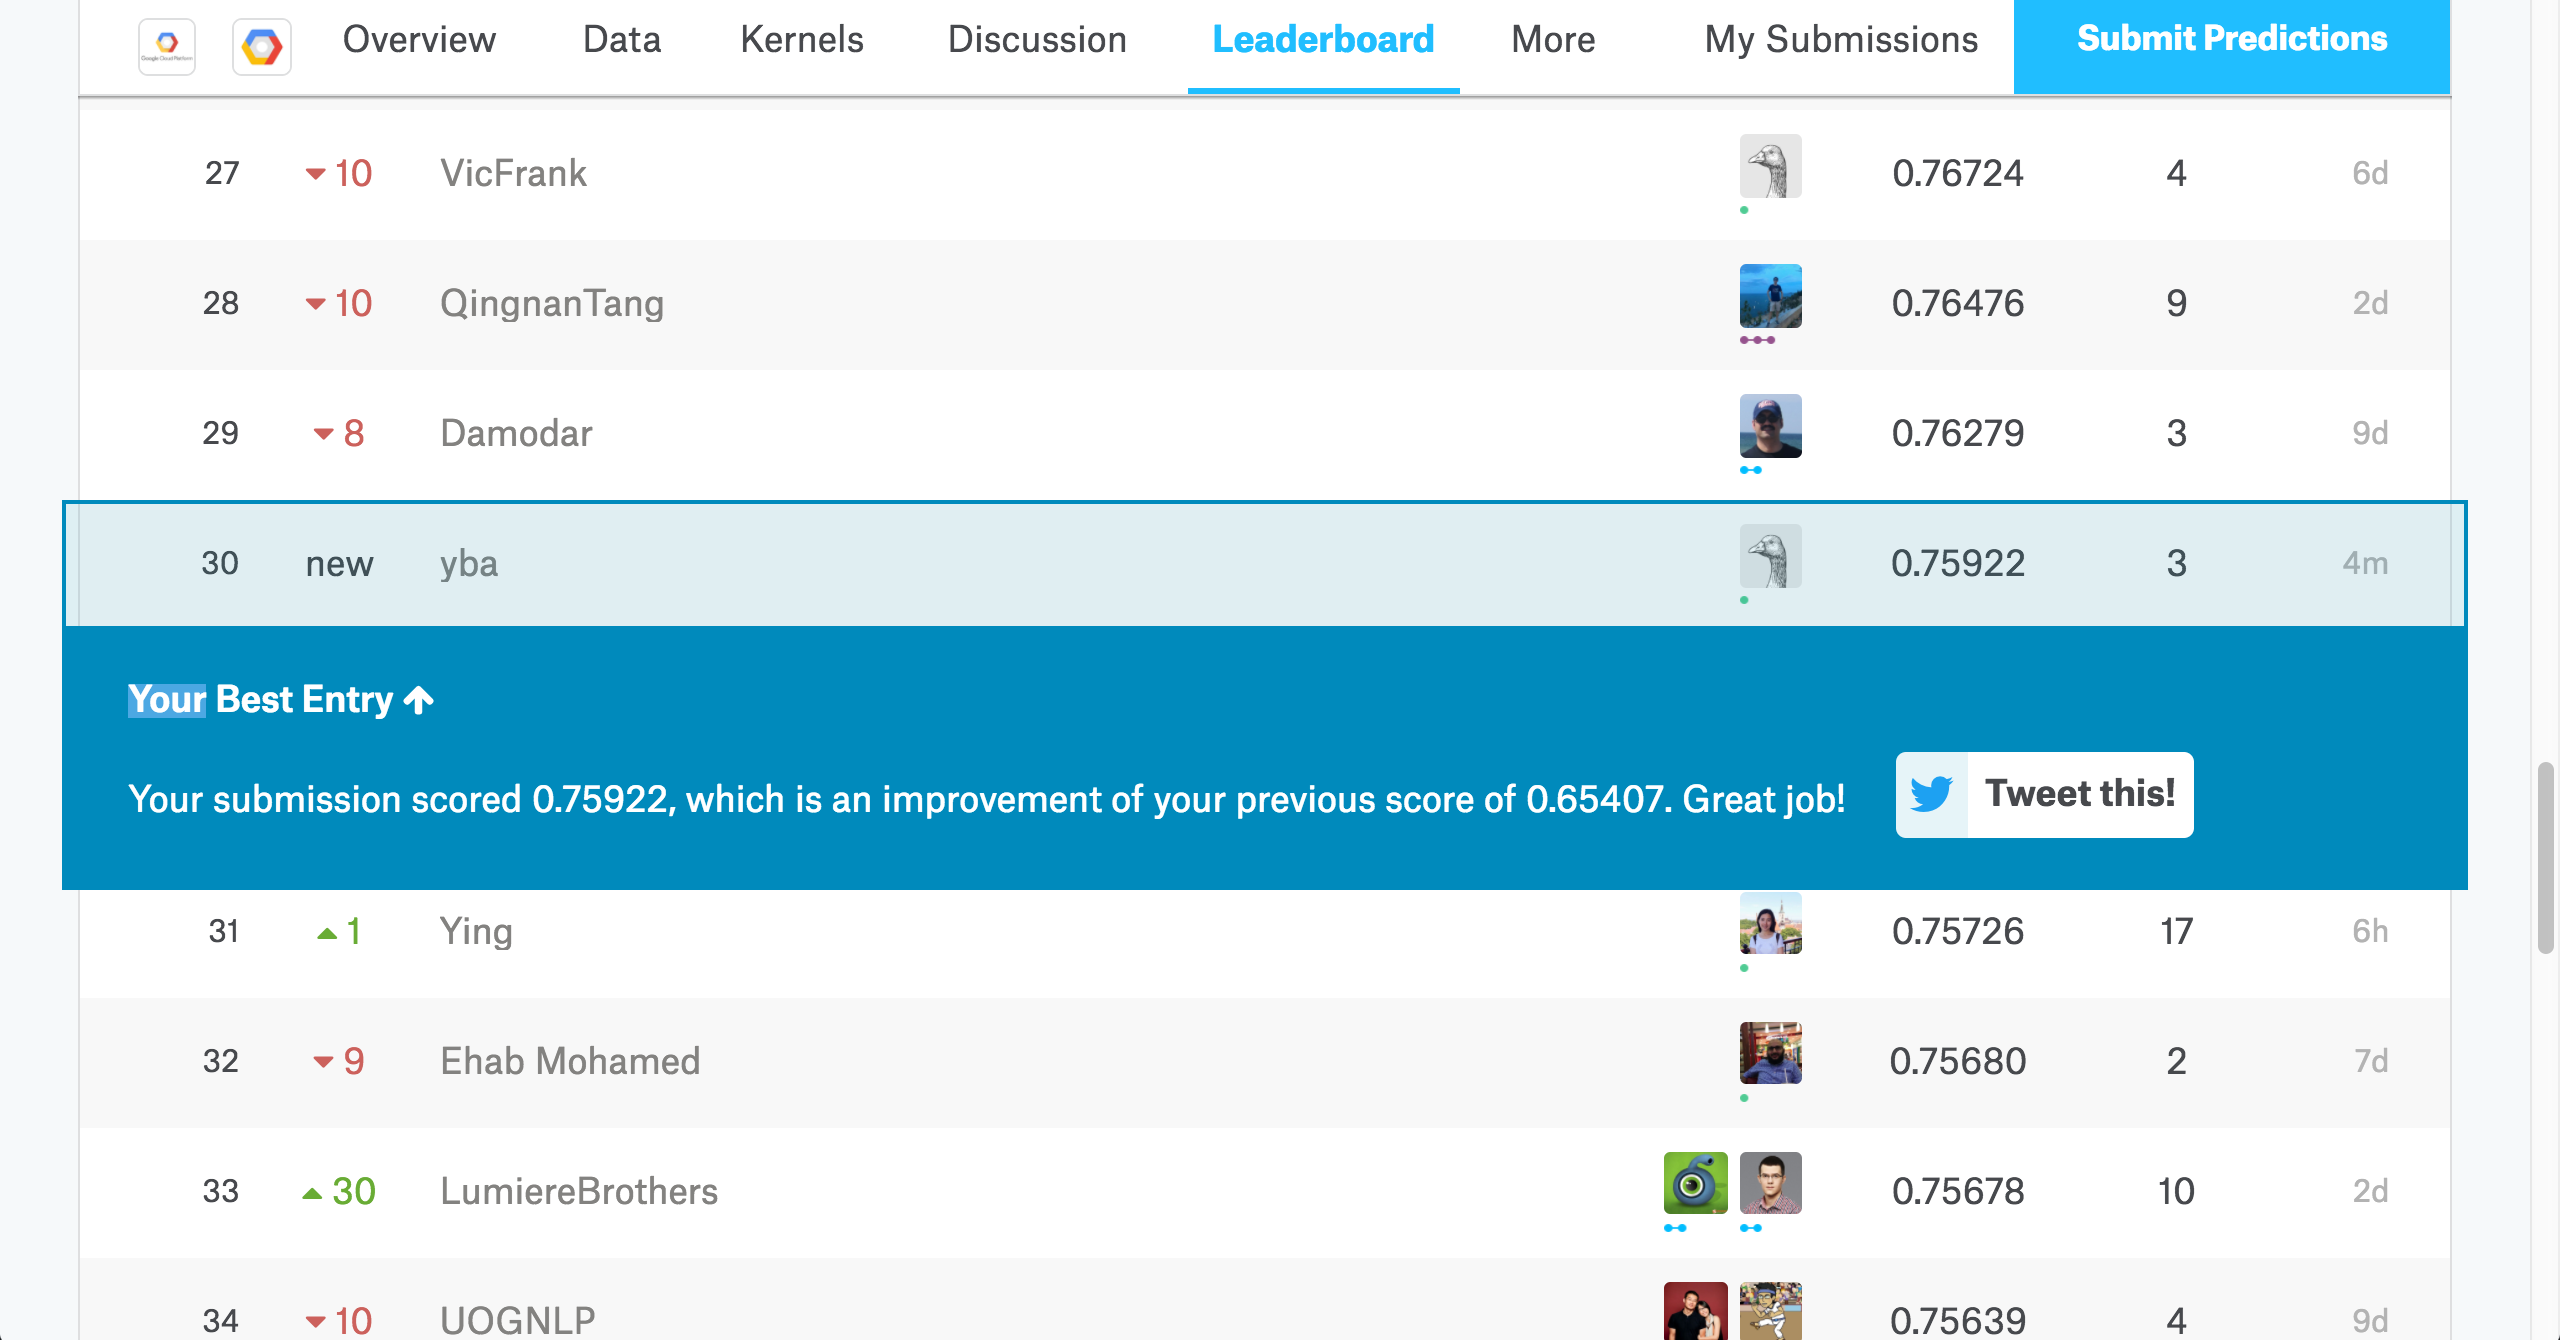 Google Cloud Platform
Overview Data Kernels Discussion Leaderboard More My Submissions Submit Predictions
27 10 VicFrank 0.76724 4 6d
28 10 QingnanTang 0.76476 9 2d
29 8 Damodar 0.76279 3 9d
30 new yba 0.75922 3 4m
Your Best Entry
Your submission scored 0.75922, which is an improvement of your previous score of 0.65407. Great job! Tweet this!
31 1 Ying 0.75726 17 6h
32 9 Ehab Mohamed 0.75680 2 7d
33 30 LumiereBrothers 0.75678 10 2d
34 10 UOGNLP 0.75639 4 9d